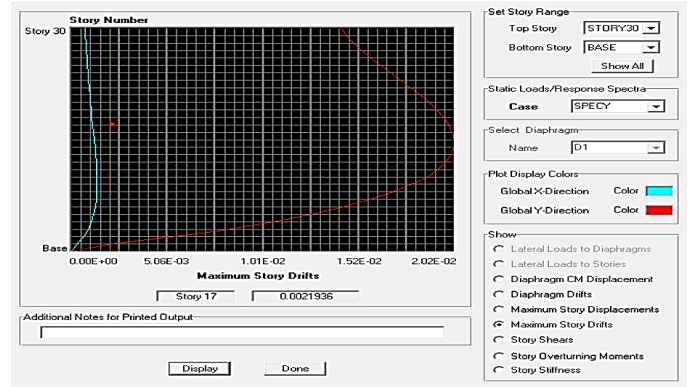 Story Number
Story 30
Base
0.00E+0 5.06E-03 1.01E-02 1.52E-02 2.02E-02
Maximum Story Drifts
Story 17 0.0021936
Additional Notes for Printed Output
Display Done
Set Story Range
Top Story STORY30
Bottom Story BASE
Show All
Static Loads/Response Spectra
Case SPECY
Select Diaphragm
Name D1
Plot Display Colors
Global X-Direction Color
Global Y-Direction Color
Show
Lateral Loads to Diaphragms
Lateral Loads to Stories
Diaphragm CM Displacement
Diaphragm Drifts
Maximum Story Displacements
Maximum Story Drifts
Story Shears
Story Overturning Moments
Story Stiffness